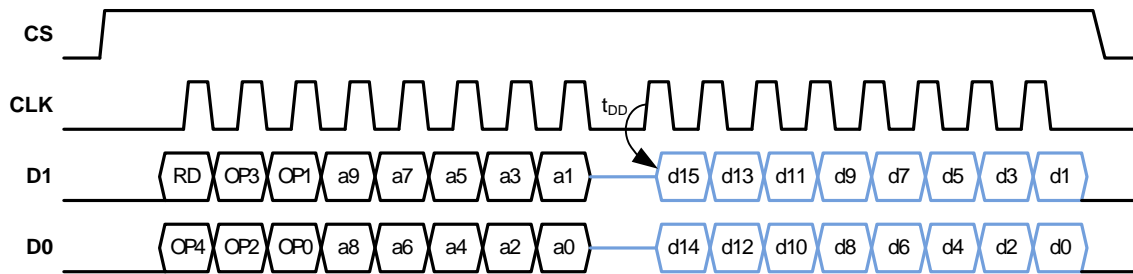 CS
CLK
t_DD
D1 RD OP3 OP1 a9 a7 a5 a3 a1 d15 d13 d11 d9 d7 d5 d3 d1
D0 OP4 OP2 OP0 a8 a6 a4 a2 a0 d14 d12 d10 d8 d6 d4 d2 d0